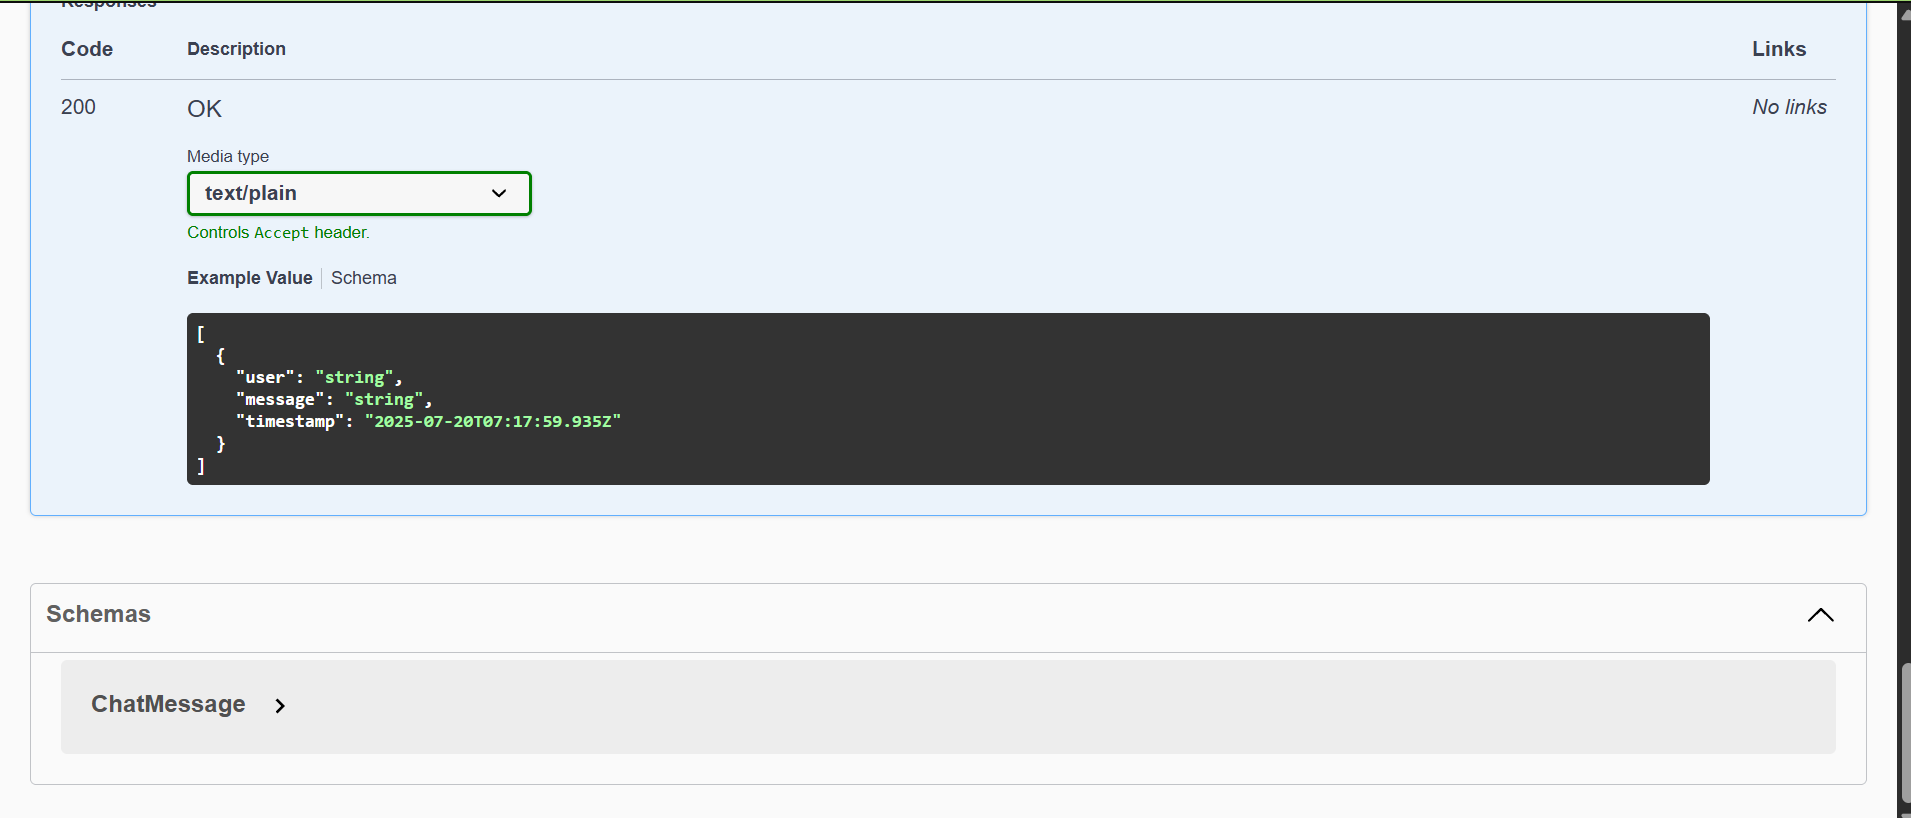 Responses
Code Description Links
200 OK No links
Media type
text/plain
Controls Accept header.
Example Value Schema
[
  {
    "user": "string",
    "message": "string",
    "timestamp": "2025-07-20T07:17:59.935Z"
  }
]
Schemas
ChatMessage